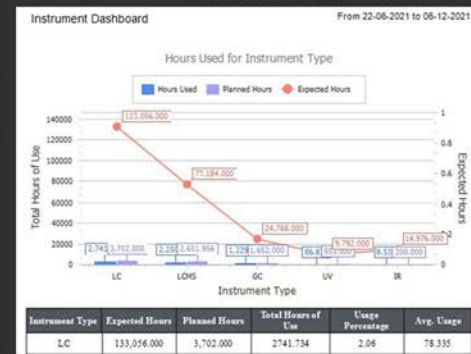 Instrument Dashboard
From 22-06-2021 to 06-12-2021
Hours Used for Instrument Type
Hours Used Planned Hours Expected Hours
Total Hours of Use
140000
120000
100000
80000
60000
40000
20000
0
133,056.000
77,184.000
24,768.000
9,792.000
14,976.000
2,741 3,702.000
2,631.956
1,652.000
200.000
1
0.8
0.6
0.4
0.2
0
Expected Hours
LC LCMS GC UV IR
Instrument Type
Instrument Type Expected Hours Planned Hours Total Hours of Use Usage Percentage Avg. Usage
LC 133,056.000 3,702.000 2741.734 2.06 78.335